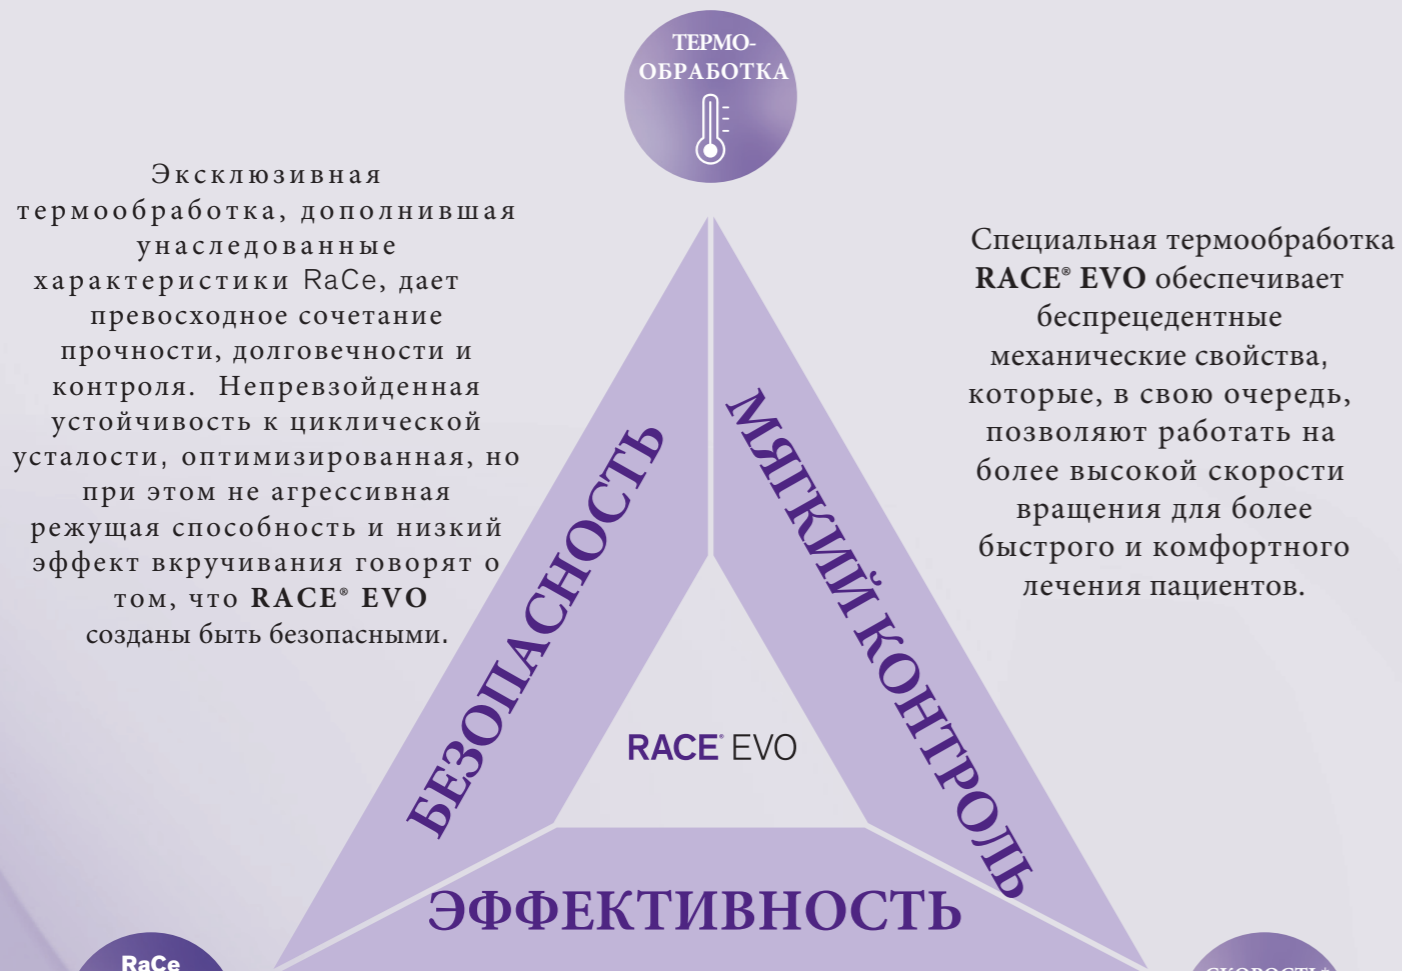 ТЕРМО-
ОБРАБОТКА
Эксклюзивная
термообработка, дополнившая
унаследованные
характеристики RaCe, дает
превосходное сочетание
прочности, долговечности и
контроля. Непревзойденная
устойчивость к циклической
усталости, оптимизированная, но
при этом не агрессивная
режущая способность и низкий
эффект вкручивания говорят о
том, что RACE® EVO
созданы быть безопасными.
Специальная термообработка
RACE® EVO обеспечивает
беспрецедентные
механические свойства,
которые, в свою очередь,
позволяют работать на
более высокой скорости
вращения для более
быстрого и комфортного
лечения пациентов.
БЕЗОПАСНОСТЬ
МЯГКИЙ КОНТРОЛЬ
RACE® EVO
ЭФФЕКТИВНОСТЬ
RaCe